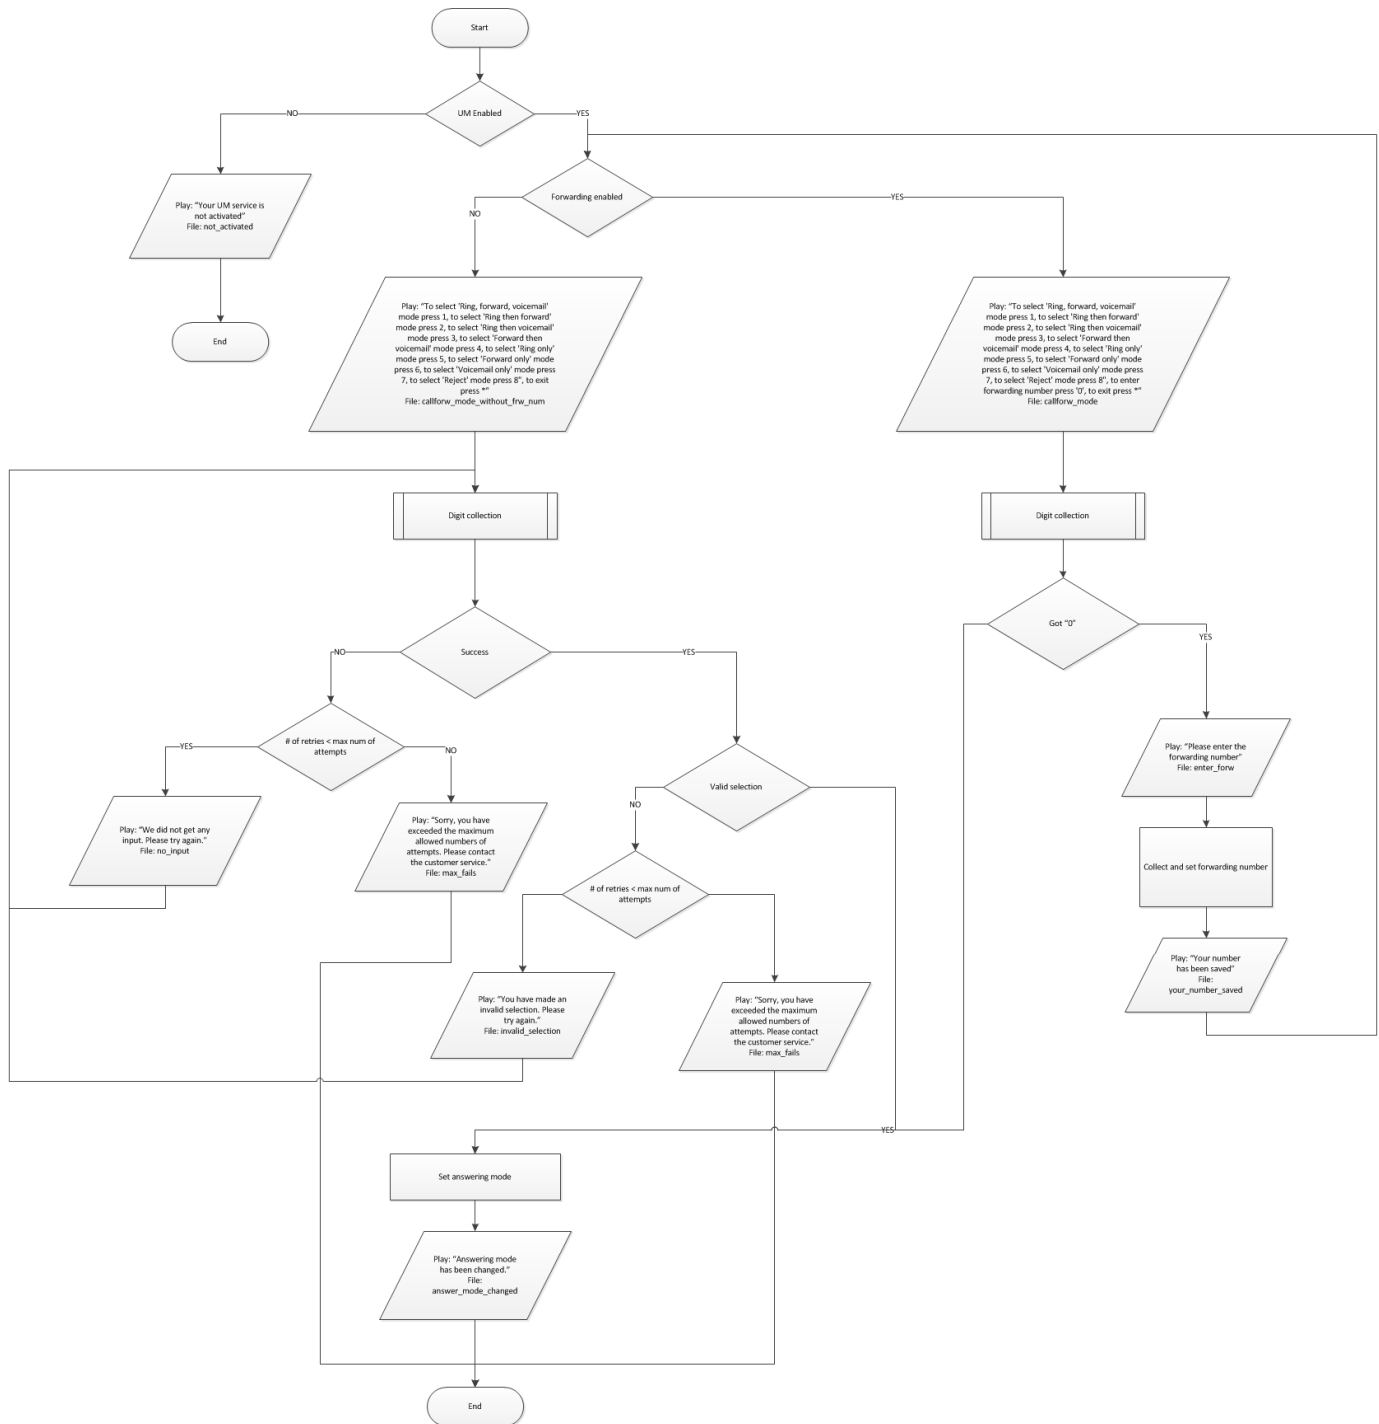 Start
UM Enabled
NO
YES
Forwarding enabled
NO
YES
Play: “Your UM service is
not activated”
File: not_activated
End
Play: “To select 'Ring, forward, voicemail'
mode press 1, to select 'Ring then forward'
mode press 2, to select 'Ring then voicemail'
mode press 3, to select 'Forward then
voicemail' mode press 4, to select 'Ring only'
mode press 5, to select 'Forward only' mode
press 6, to select 'Voicemail only' mode press
7, to select 'Reject' mode press 8", to exit
press *”
File: callforw_mode_without_frw_num
Play: “To select 'Ring, forward, voicemail'
mode press 1, to select 'Ring then forward'
mode press 2, to select 'Ring then voicemail'
mode press 3, to select 'Forward then
voicemail' mode press 4, to select 'Ring only'
mode press 5, to select 'Forward only' mode
press 6, to select 'Voicemail only' mode press
7, to select 'Reject' mode press 8", to enter
forwarding number press '0', to exit press *”
File: callforw_mode
Digit collection
Digit collection
Success
NO
YES
Got “0”
YES
# of retries < max num of
attempts
YES
NO
Valid selection
NO
Play: “Please enter the
forwarding number”
File: enter_forw
Play: “We did not get any
input. Please try again.”
File: no_input
Play: “Sorry, you have
exceeded the maximum
allowed numbers of
attempts. Please contact
the customer service.”
File: max_fails
# of retries < max num of
attempts
Collect and set forwarding number
Play: “You have made an
invalid selection. Please
try again.”
File: invalid_selection
Play: “Sorry, you have
exceeded the maximum
allowed numbers of
attempts. Please contact
the customer service.”
File: max_fails
Play: “Your number
has been saved”
File:
your_number_saved
YES
Set answering mode
Play: “Answering mode
has been changed.”
File:
answer_mode_changed
End